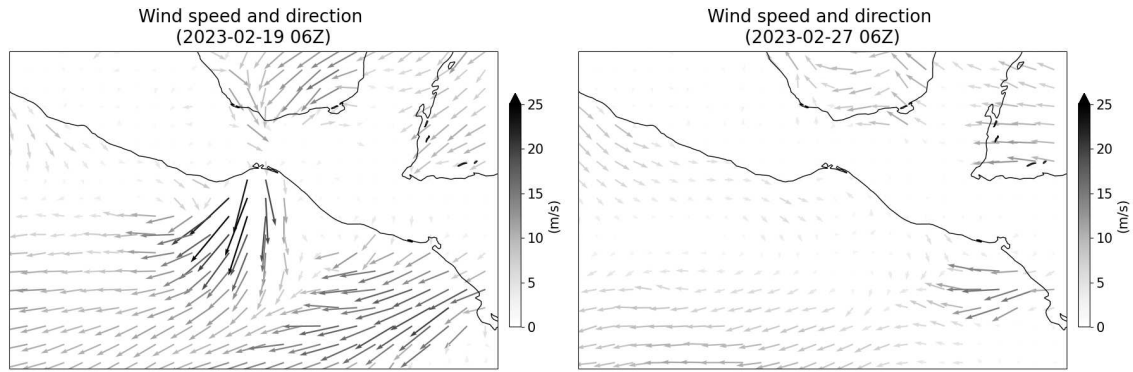 Wind speed and direction
(2023-02-19 06Z)
25
20
15
10
5
0
(m/s)
Wind speed and direction
(2023-02-27 06Z)
25
20
15
10
5
0
(m/s)